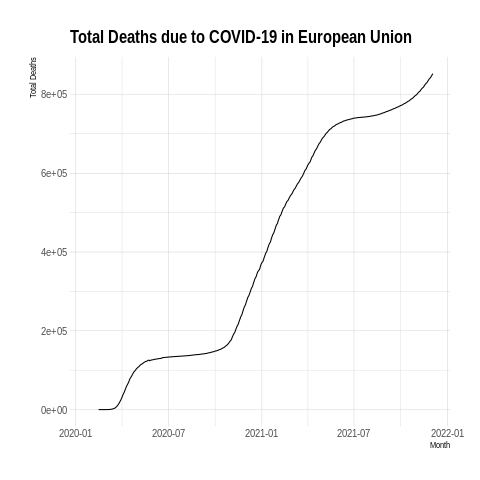 Total Deaths due to COVID-19 in European Union
Total Deaths
8e+05
6e+05
4e+05
2e+05
0e+00
2020-01 2020-07 2021-01 2021-07 2022-01
Month